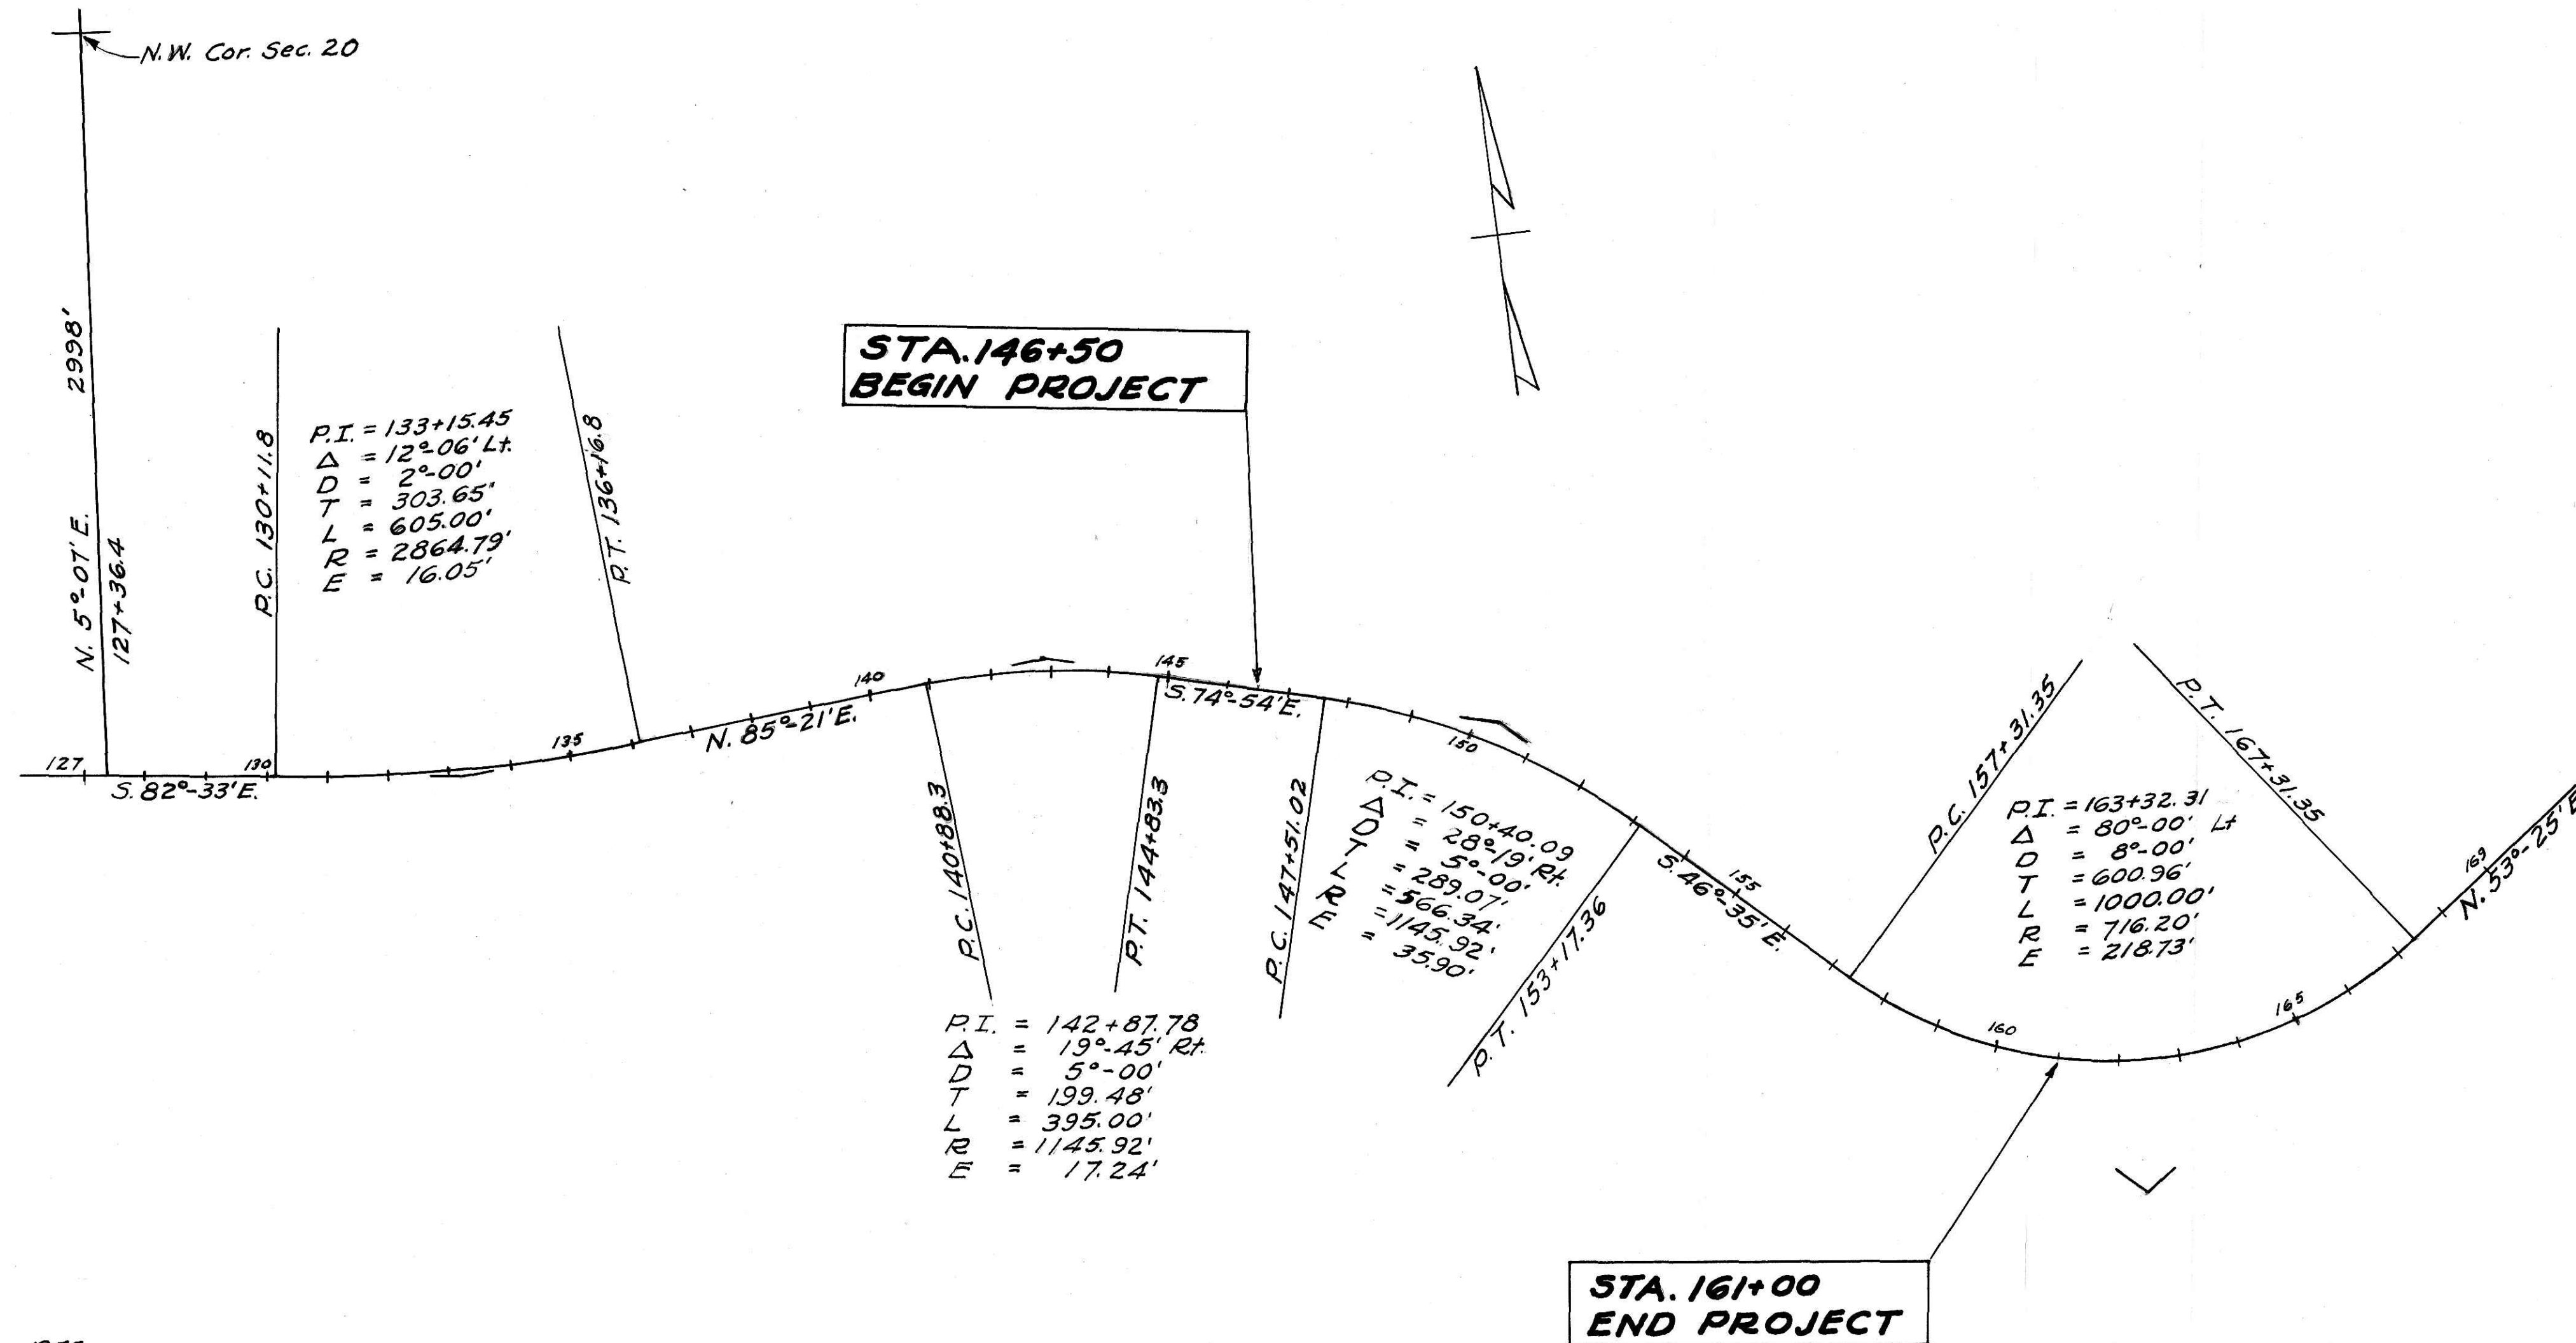 N.W. Cor. Sec. 20
N. 5°-07' E. 2998'
127+36.4
P.C. 130+11.8
P.I. = 133+15.45
Δ = 12°-06' Lt.
D = 2°-00'
T = 303.65'
L = 605.00'
R = 2864.79'
E = 16.05'
P.T. 136+16.8
STA. 146+50
BEGIN PROJECT
127
130
135
140
145
150
155
160
165
169
S. 82°-33' E.
N. 85°-21' E.
S. 74°-54' E.
S. 46°-35' E.
N. 53°-25' E
P.C. 140+88.3
P.T. 144+83.3
P.I. = 142+87.78
Δ = 19°-45' Rt.
D = 5°-00'
T = 199.48'
L = 395.00'
R = 1145.92'
E = 17.24'
P.C. 147+51.02
P.I. = 150+40.09
Δ = 28°-19' Rt.
D = 5°-00'
T = 289.07'
L = 566.34'
R = 1145.92'
E = 35.90'
P.T. 153+17.36
P.C. 157+31.35
P.I. = 163+32.31
Δ = 80°-00' Lt
D = 8°-00'
T = 600.96'
L = 1000.00'
R = 716.20'
E = 218.73'
P.T. 167+31.35
STA. 161+00
END PROJECT